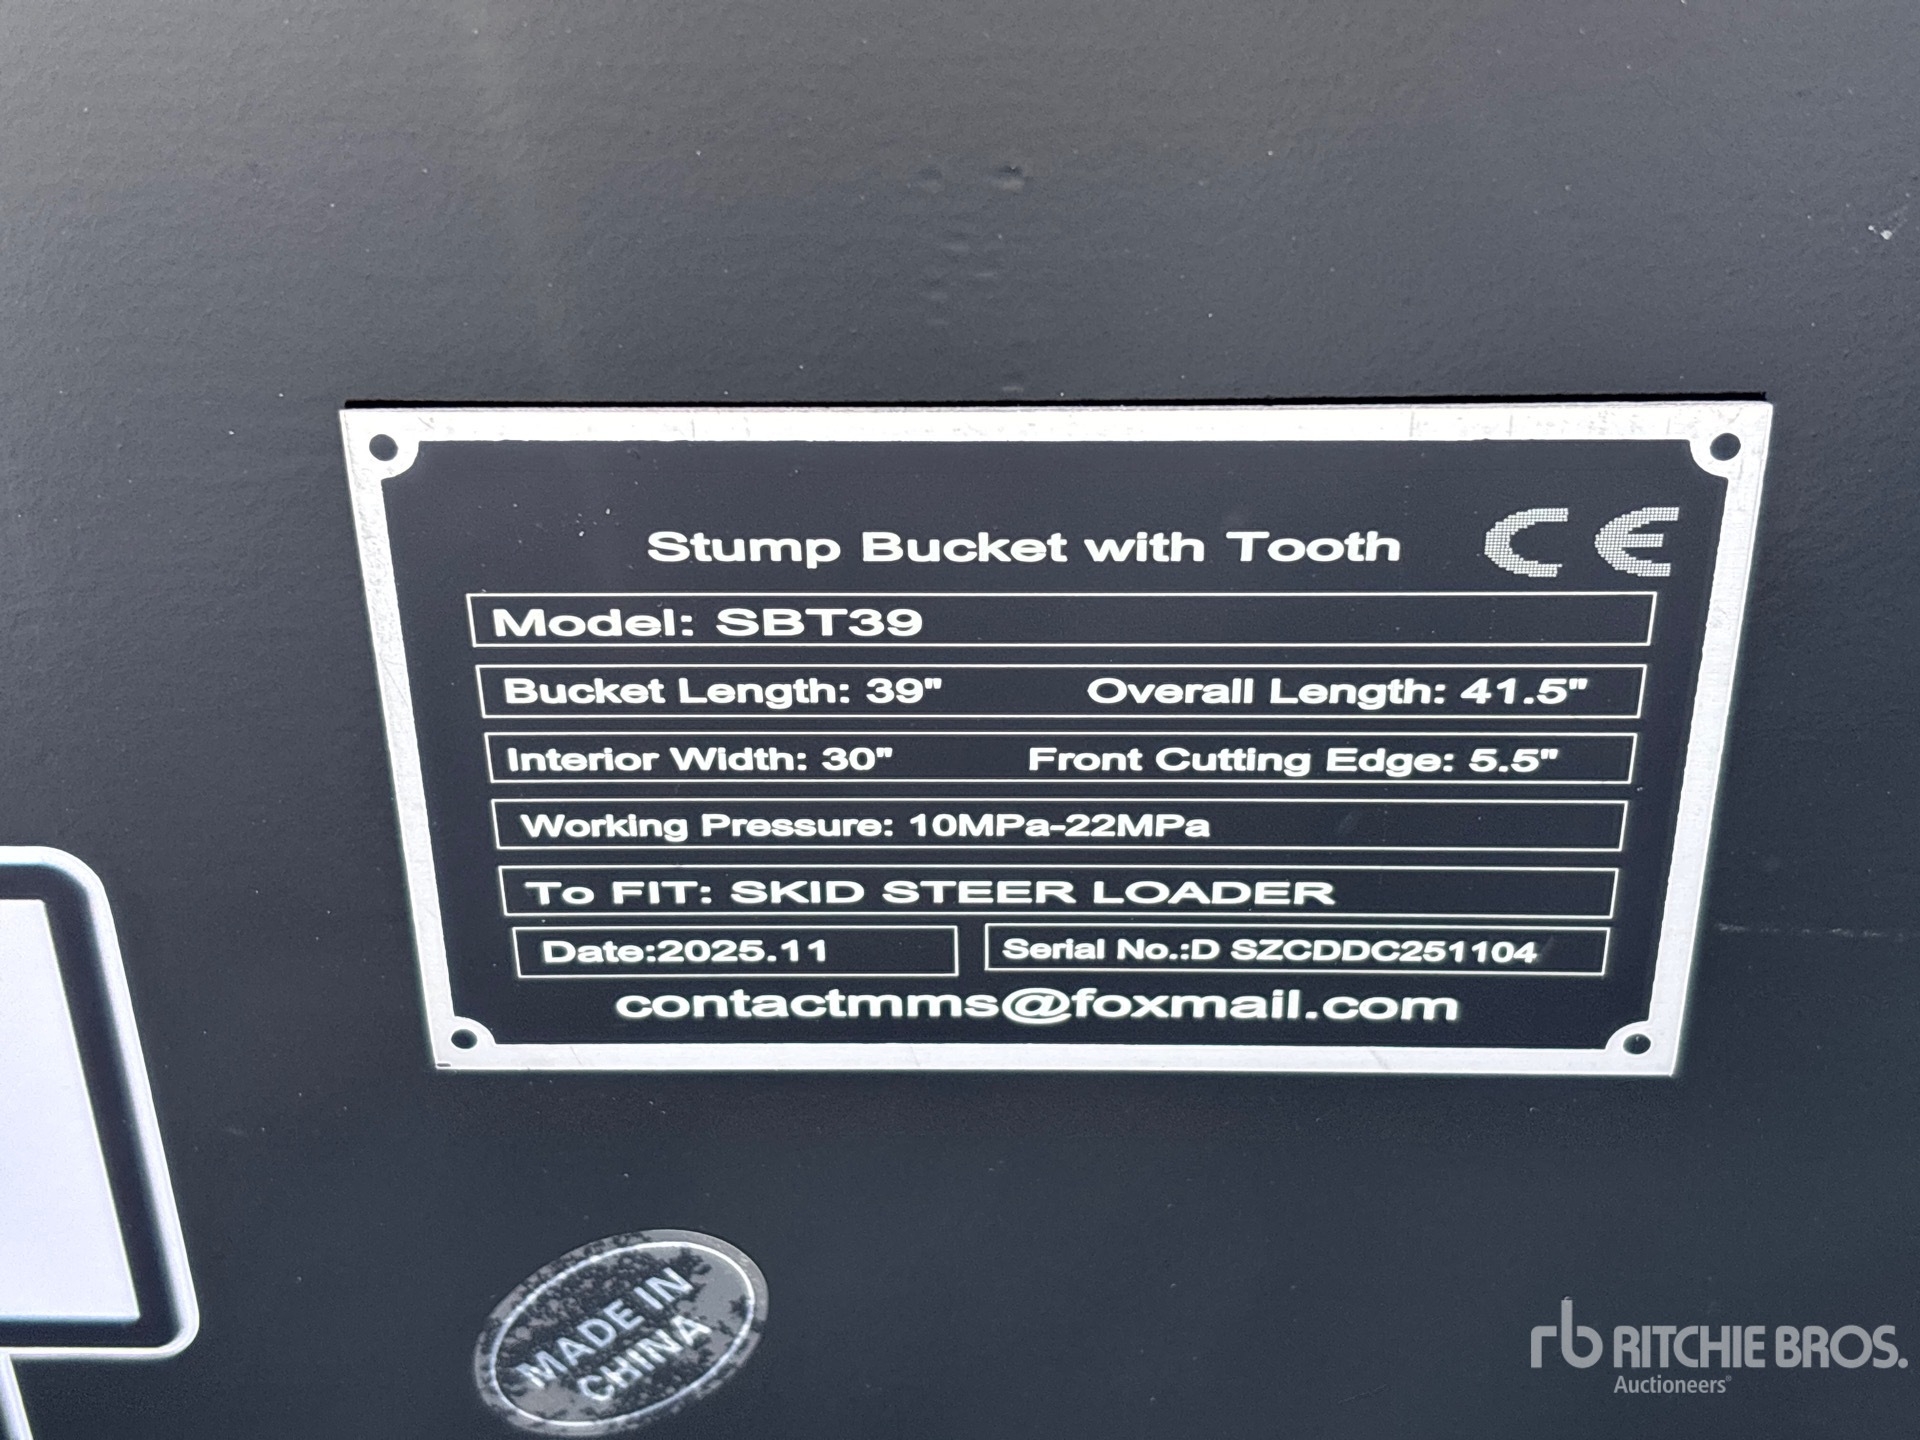 Stump Bucket with Tooth CE
Model: SBT39
Bucket Length: 39" Overall Length: 41.5"
Interior Width: 30" Front Cutting Edge: 5.5"
Working Pressure: 10MPa-22MPa
To FIT: SKID STEER LOADER
Date:2025.11 Serial No.:D SZCDDC251104
contactmms@foxmail.com
MADE IN
CHINA
rb RITCHIE BROS.
Auctioneers®